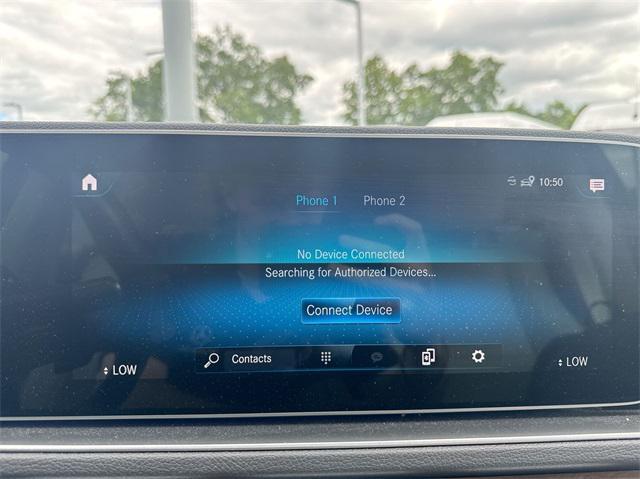 10:50
Phone 1 Phone 2
No Device Connected
Searching for Authorized Devices...
Connect Device
Contacts
LOW LOW